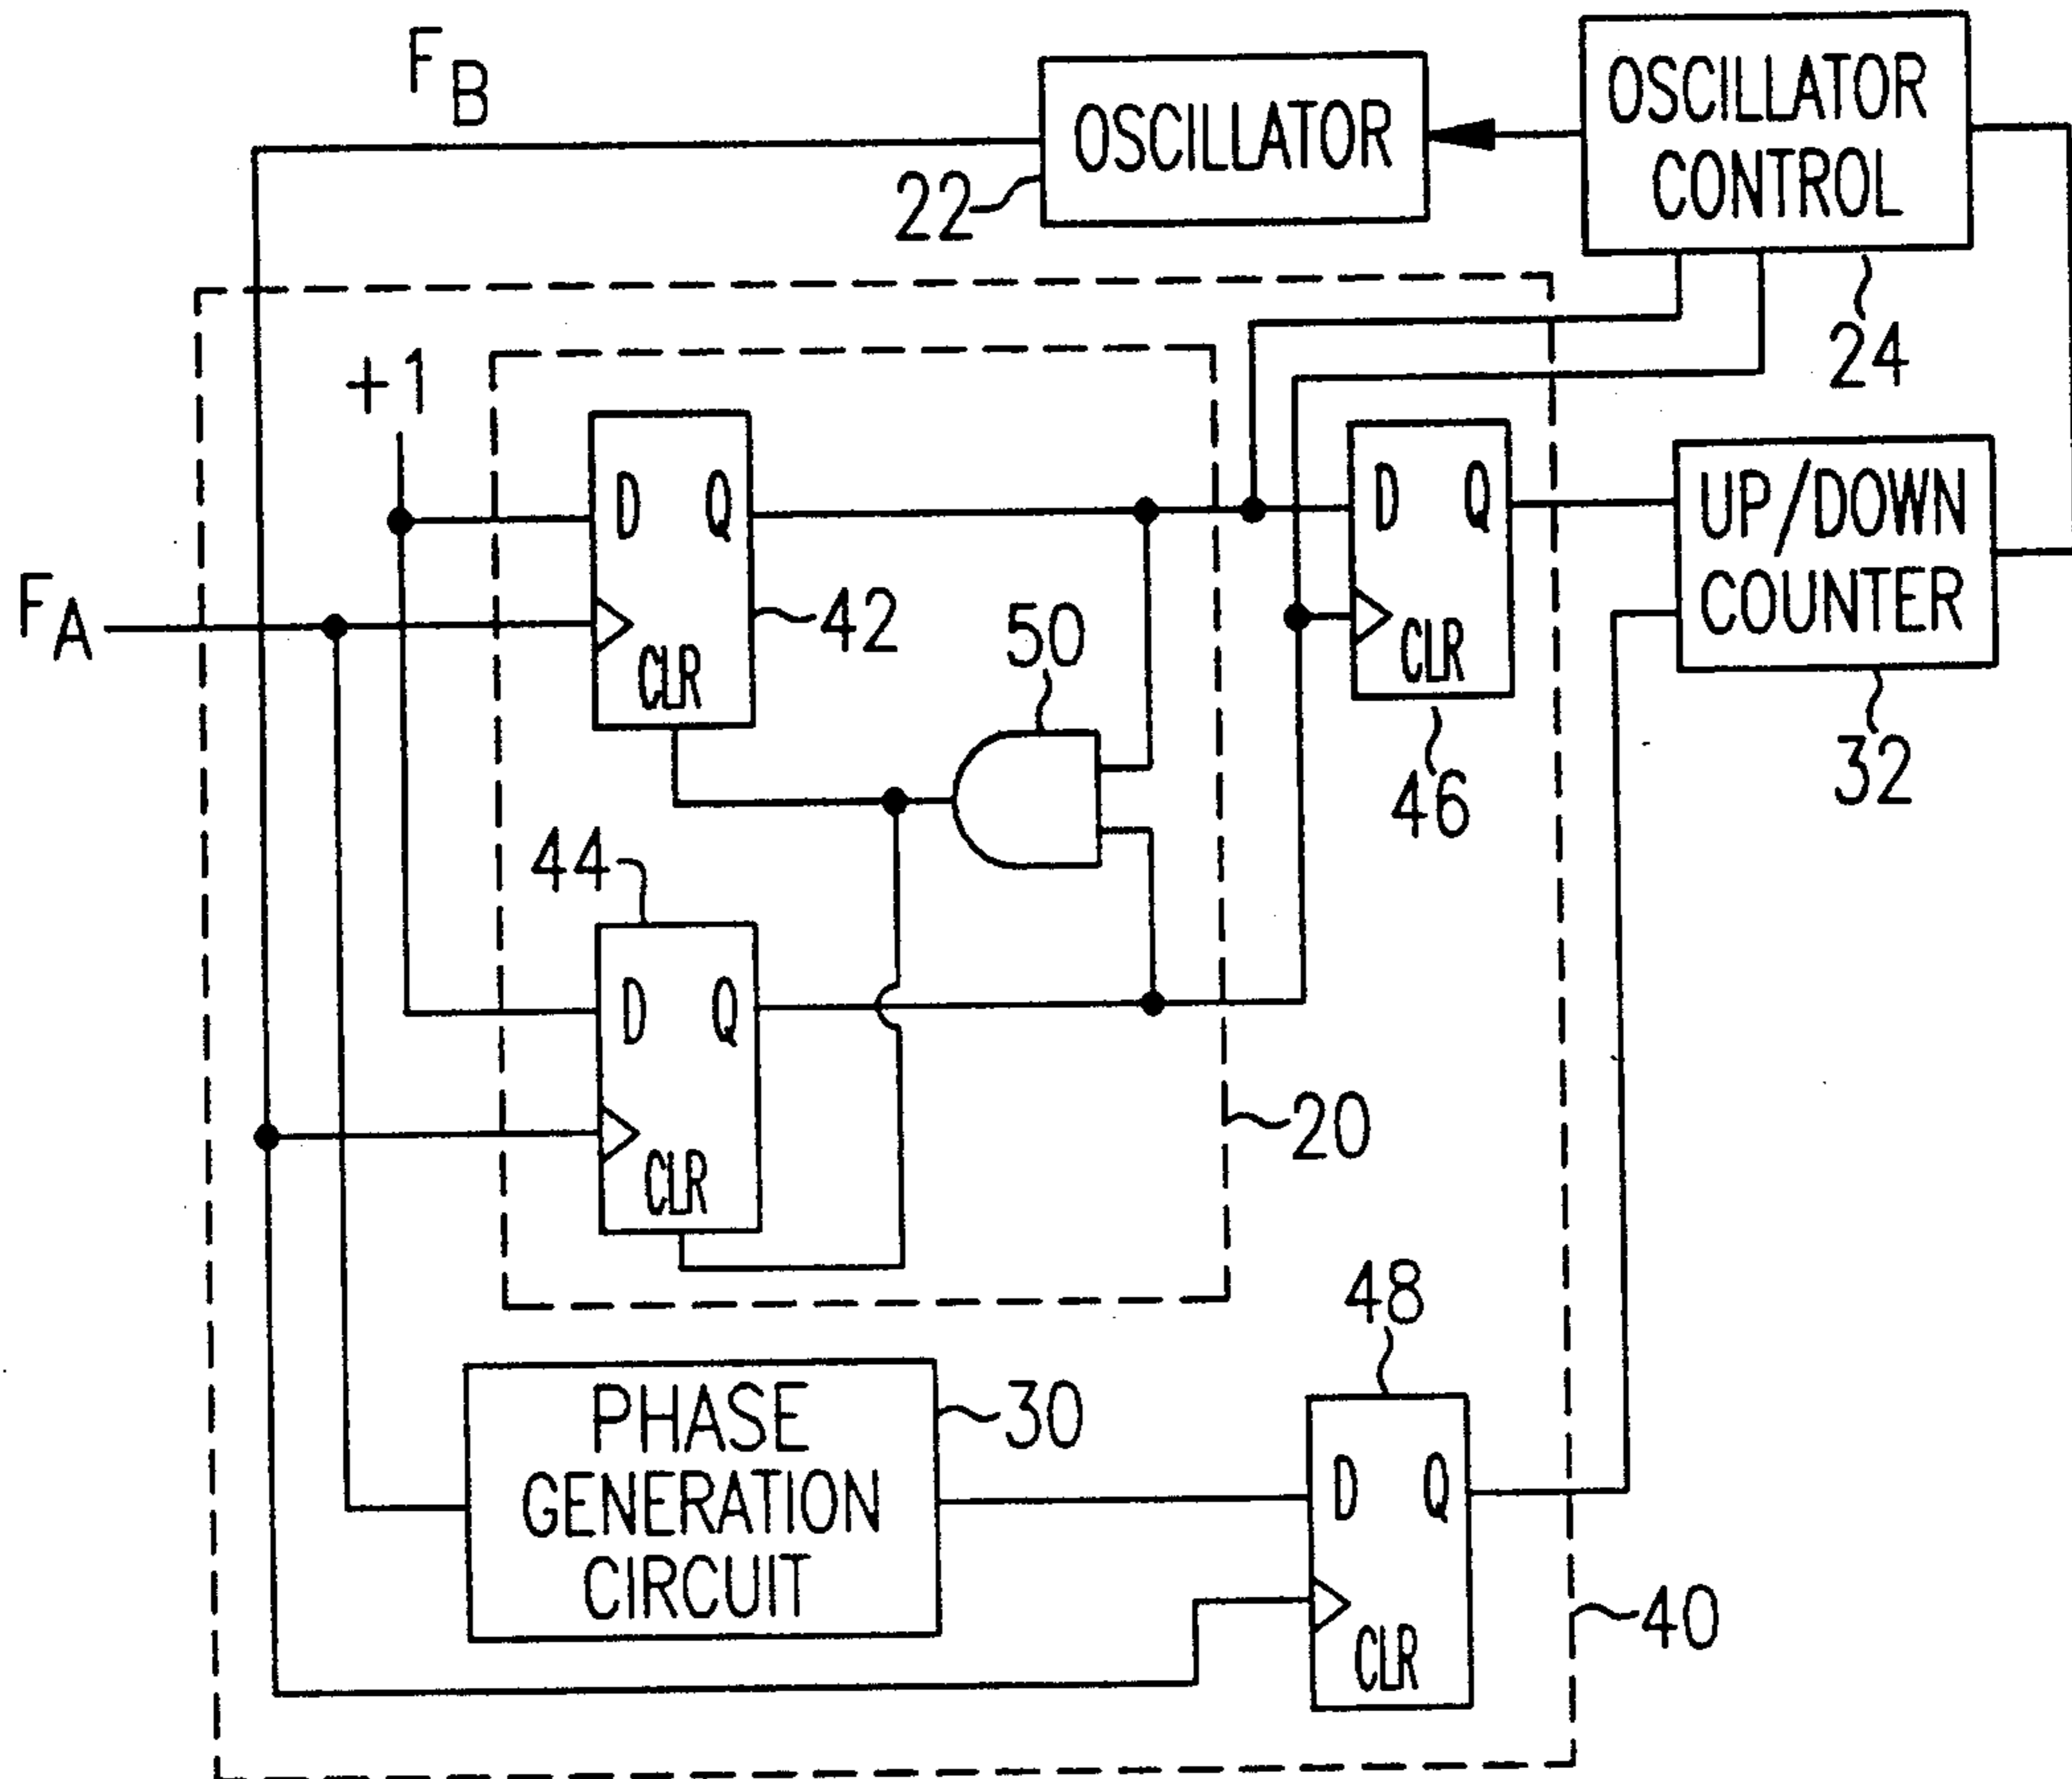 F_B
OSCILLATOR
22
OSCILLATOR
CONTROL
24
+1
D Q
CLR
42
F_A
50
D Q
CLR
46
UP/DOWN
COUNTER
32
44
D Q
CLR
20
48
PHASE
GENERATION
CIRCUIT
30
D Q
CLR
40